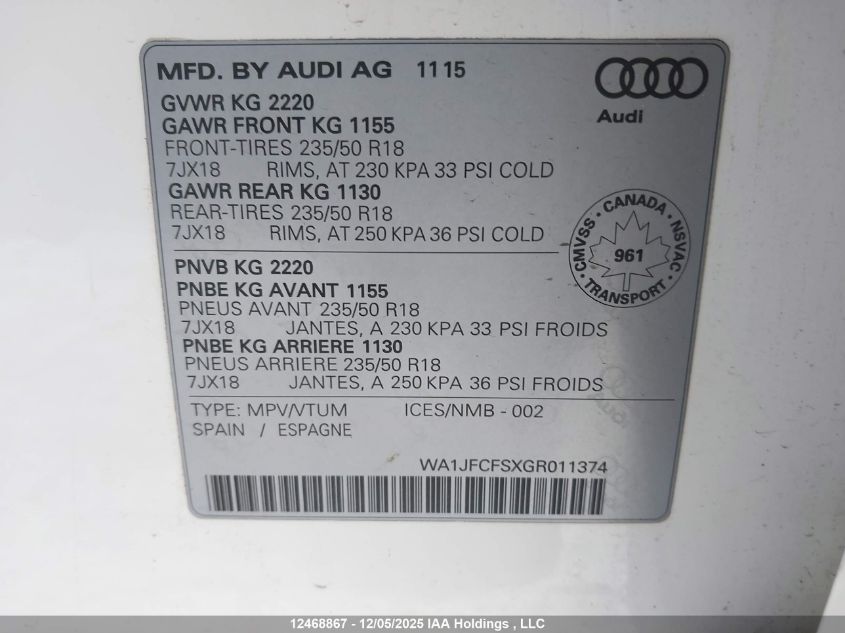 MFD. BY AUDI AG 1115
Audi
GVWR KG 2220
GAWR FRONT KG 1155
FRONT-TIRES 235/50 R18
7JX18 RIMS, AT 230 KPA 33 PSI COLD
GAWR REAR KG 1130
REAR-TIRES 235/50 R18
7JX18 RIMS, AT 250 KPA 36 PSI COLD
CMVSS · CANADA · NSVAC · TRANSPORT ·
961
PNVB KG 2220
PNBE KG AVANT 1155
PNEUS AVANT 235/50 R18
7JX18 JANTES, A 230 KPA 33 PSI FROIDS
PNBE KG ARRIERE 1130
PNEUS ARRIERE 235/50 R18
7JX18 JANTES, A 250 KPA 36 PSI FROIDS
Audi
TYPE: MPV/VTUM ICES/NMB - 002
SPAIN / ESPAGNE
WA1JFCFSXGR011374
12468867 - 12/05/2025 IAA Holdings , LLC